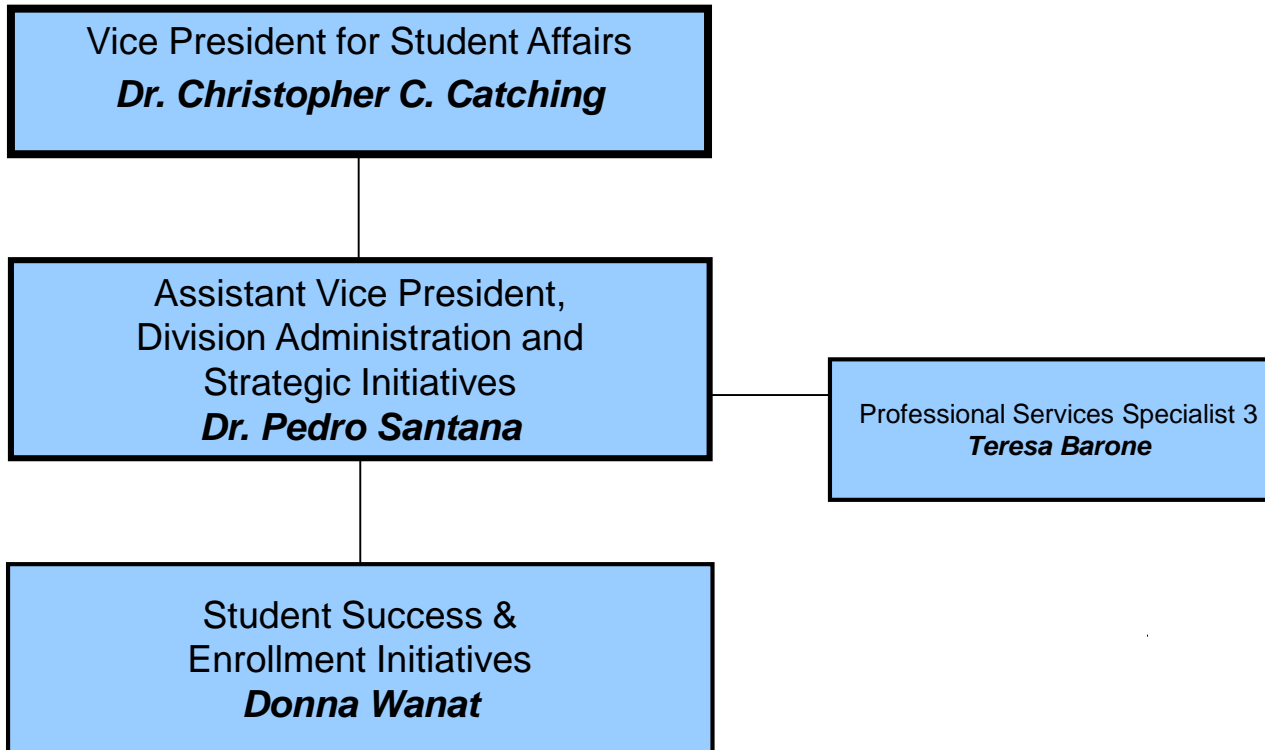 Vice President for Student Affairs
Dr. Christopher C. Catching
Assistant Vice President,
Division Administration and
Strategic Initiatives
Dr. Pedro Santana
Professional Services Specialist 3
Teresa Barone
Student Success &
Enrollment Initiatives
Donna Wanat